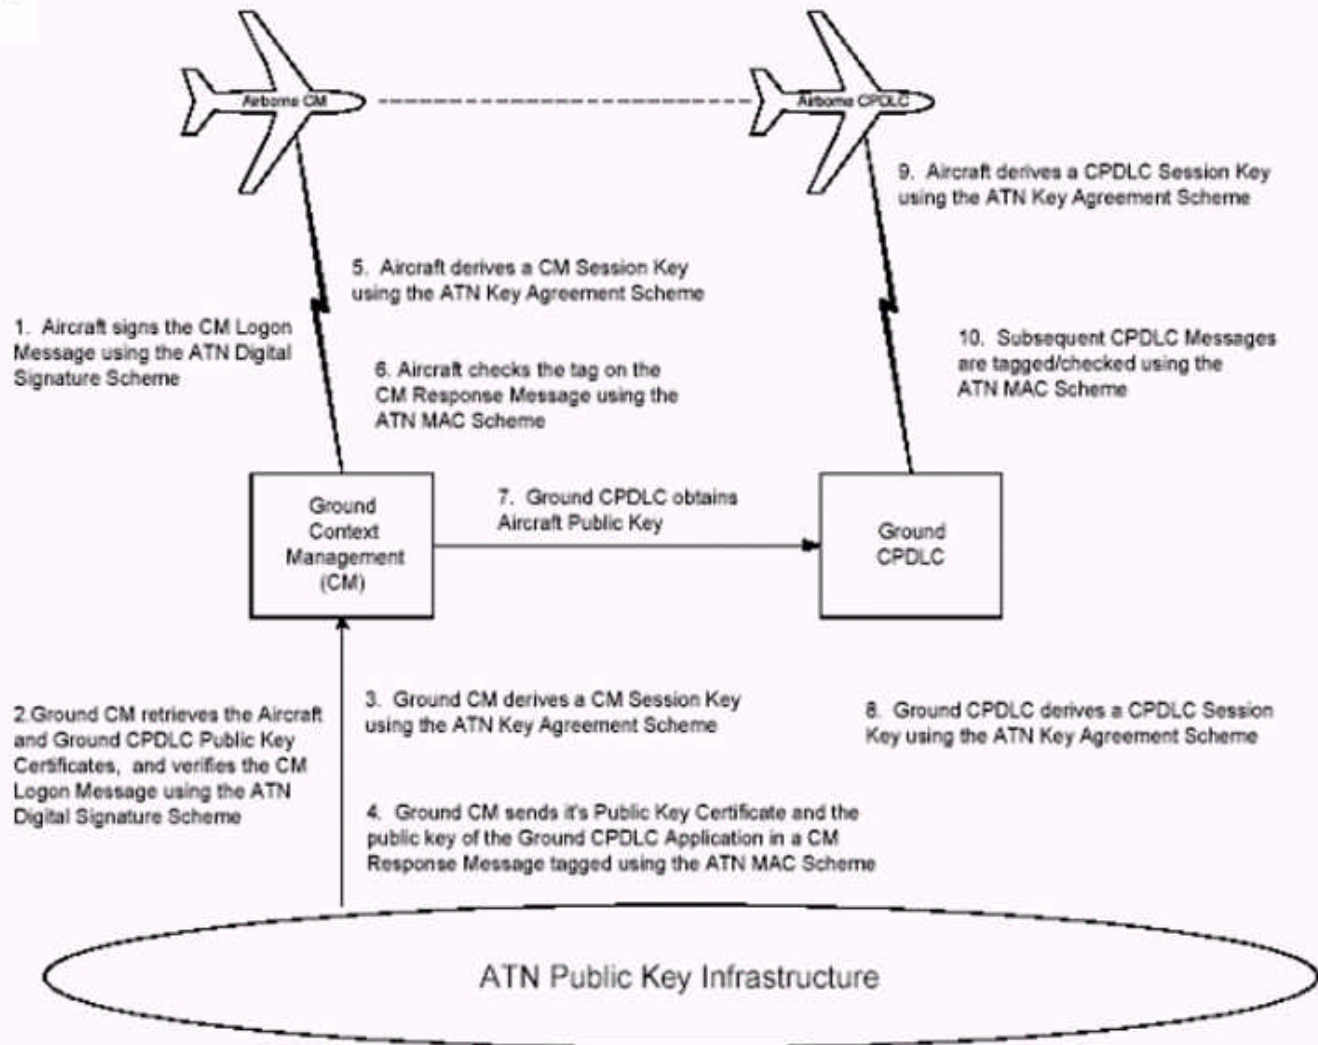 Airborne CM
Airborne CPDLC
9. Aircraft derives a CPDLC Session Key
using the ATN Key Agreement Scheme
5. Aircraft derives a CM Session Key
using the ATN Key Agreement Scheme
1. Aircraft signs the CM Logon
Message using the ATN Digital
Signature Scheme
10. Subsequent CPDLC Messages
are tagged/checked using the
ATN MAC Scheme
6. Aircraft checks the tag on the
CM Response Message using the
ATN MAC Scheme
Ground
Context
Management
(CM)
7. Ground CPDLC obtains
Aircraft Public Key
Ground
CPDLC
2.Ground CM retrieves the Aircraft
and Ground CPDLC Public Key
Certificates, and verifies the CM
Logon Message using the ATN
Digital Signature Scheme
3. Ground CM derives a CM Session Key
using the ATN Key Agreement Scheme
8. Ground CPDLC derives a CPDLC Session
Key using the ATN Key Agreement Scheme
4. Ground CM sends it's Public Key Certificate and the
public key of the Ground CPDLC Application in a CM
Response Message tagged using the ATN MAC Scheme
ATN Public Key Infrastructure